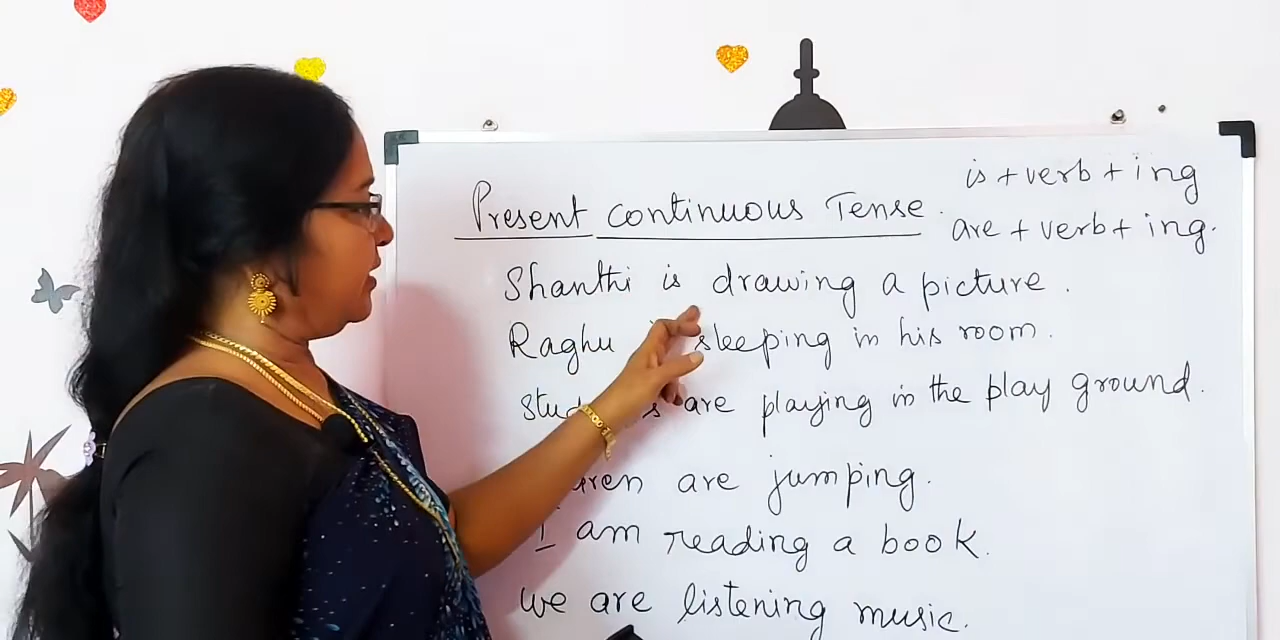 Present continuous Tense.
is + verb + ing
are + verb + ing.
Shanthi is drawing a picture.
Raghu sleeping in his room.
are playing in the play ground.
are jumping.
I am reading a book.
we are listening music.